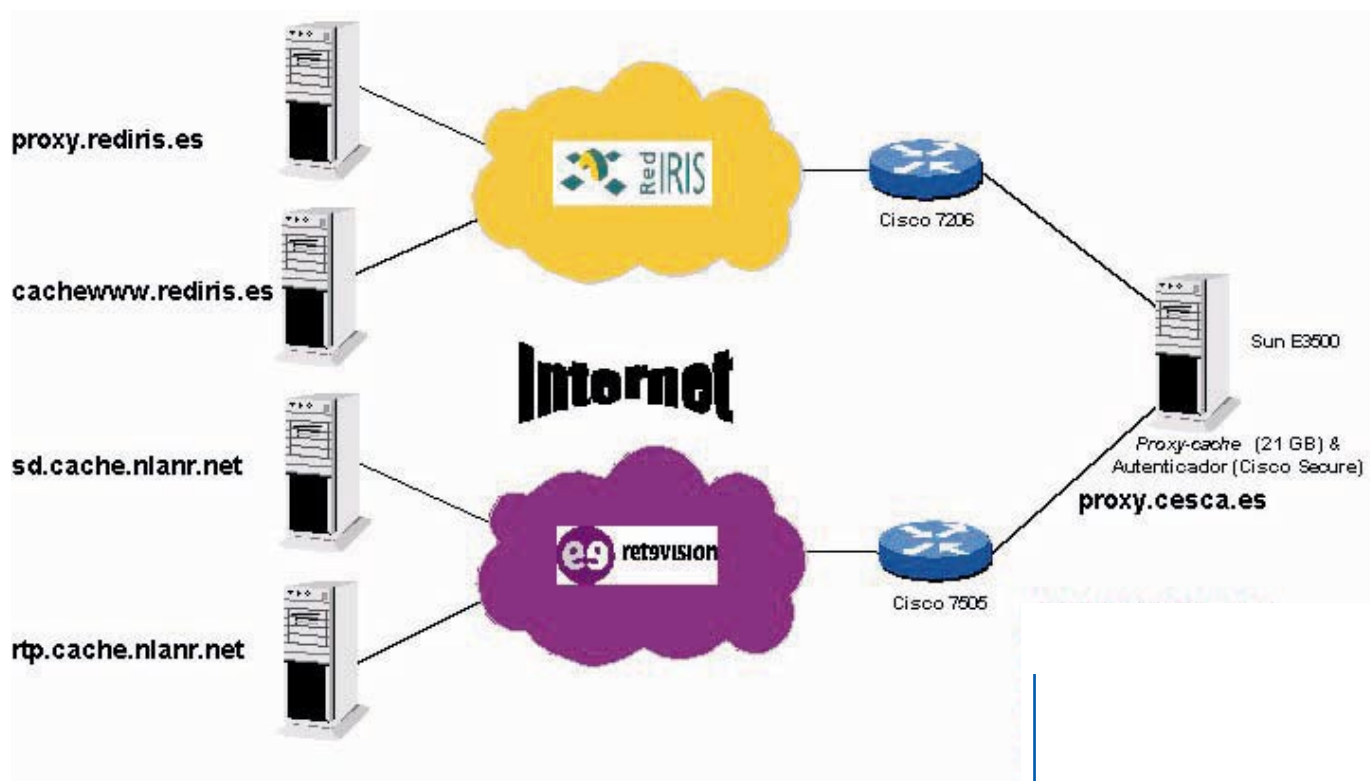 proxy.rediris.es
Red IRIS
Cisco 7206
cachewww.rediris.es
Sun E3500
Internet
Proxy-cache (21 GB) &
Autenticador (Cisco Secure)
proxy.cesca.es
sd.cache.nlanr.net
retevision
Cisco 7505
rtp.cache.nlanr.net